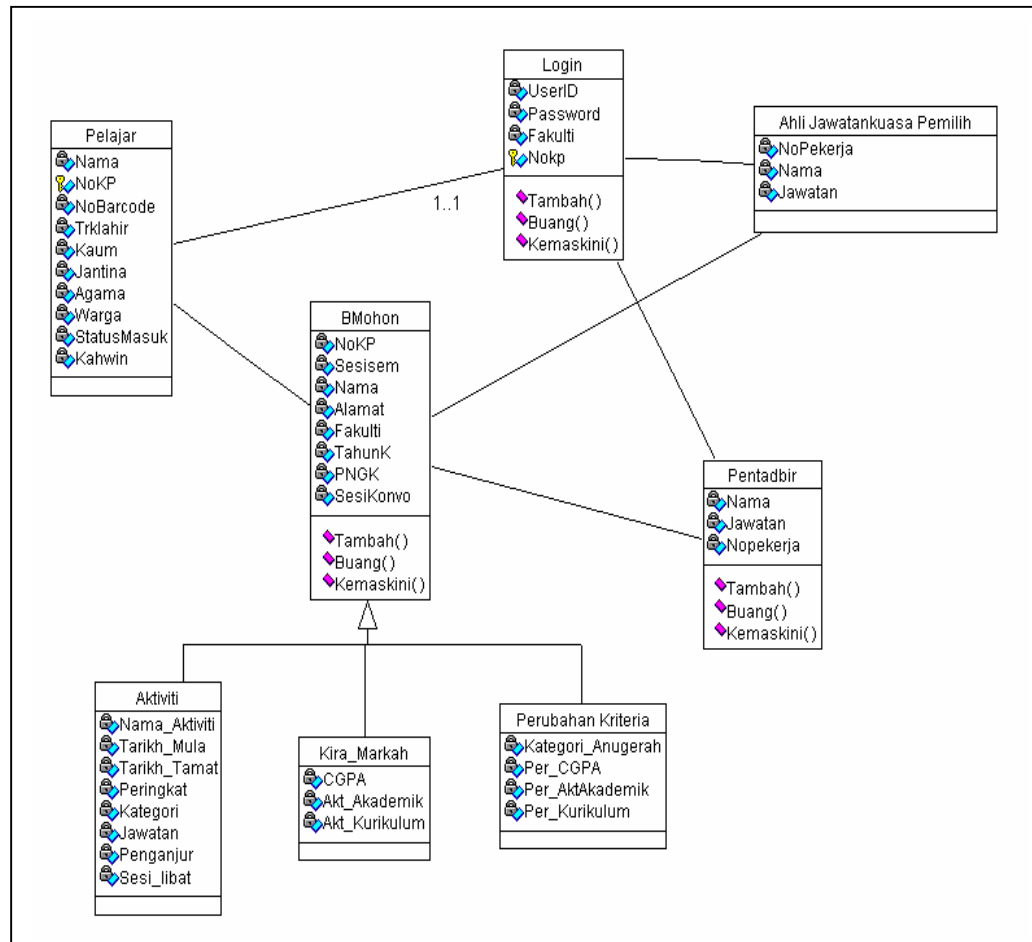 Login
UserID
Password
Fakulti
Nokp
Tambah()
Buang()
Kemaskini()
Ahli Jawatankuasa Pemilih
NoPekerja
Nama
Jawatan
Pelajar
Nama
NoKP
NoBarcode
Trklahir
Kaum
Jantina
Agama
Warga
StatusMasuk
Kahwin
1..1
BMohon
NoKP
Sesisem
Nama
Alamat
Fakulti
TahunK
PNGK
SesiKonvo
Tambah()
Buang()
Kemaskini()
Pentadbir
Nama
Jawatan
Nopekerja
Tambah()
Buang()
Kemaskini()
Aktiviti
Nama_Aktiviti
Tarikh_Mula
Tarikh_Tamat
Peringkat
Kategori
Jawatan
Penganjur
Sesi_libat
Kira_Markah
CGPA
Akt_Akademik
Akt_Kurikulum
Perubahan Kriteria
Kategori_Anugerah
Per_CGPA
Per_AktAkademik
Per_Kurikulum